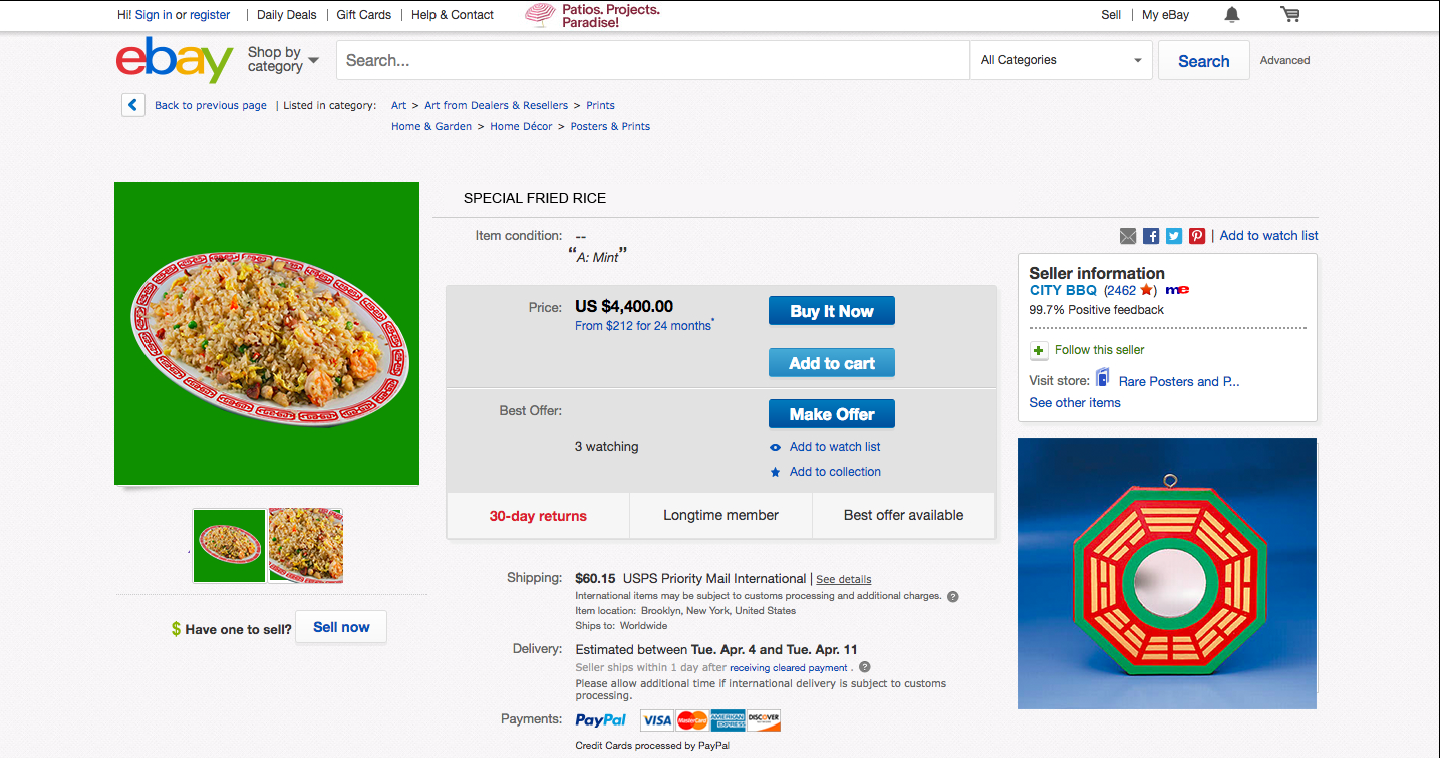 Hi! Sign in or register | Daily Deals | Gift Cards | Help & Contact
Patios. Projects.
Paradise!
Sell | My eBay
ebay
Shop by
category
Search...
All Categories
Search
Advanced
Back to previous page | Listed in category:
Art > Art from Dealers & Resellers > Prints
Home & Garden > Home Décor > Posters & Prints
SPECIAL FRIED RICE
Item condition: --
“A: Mint”
Price: US $4,400.00
From $212 for 24 months*
Buy It Now
Add to cart
Best Offer:
Make Offer
3 watching
Add to watch list
Add to collection
30-day returns
Longtime member
Best offer available
| Add to watch list
Seller information
CITY BBQ (2462 ) me
99.7% Positive feedback
Follow this seller
Visit store: Rare Posters and P...
See other items
$ Have one to sell? Sell now
Shipping: $60.15 USPS Priority Mail International | See details
International items may be subject to customs processing and additional charges. ?
Item location: Brooklyn, New York, United States
Ships to: Worldwide
Delivery: Estimated between Tue. Apr. 4 and Tue. Apr. 11
Seller ships within 1 day after receiving cleared payment . ?
Please allow additional time if international delivery is subject to customs
processing.
Payments: PayPal VISA MasterCard AMERICAN EXPRESS DISCOVER
Credit Cards processed by PayPal